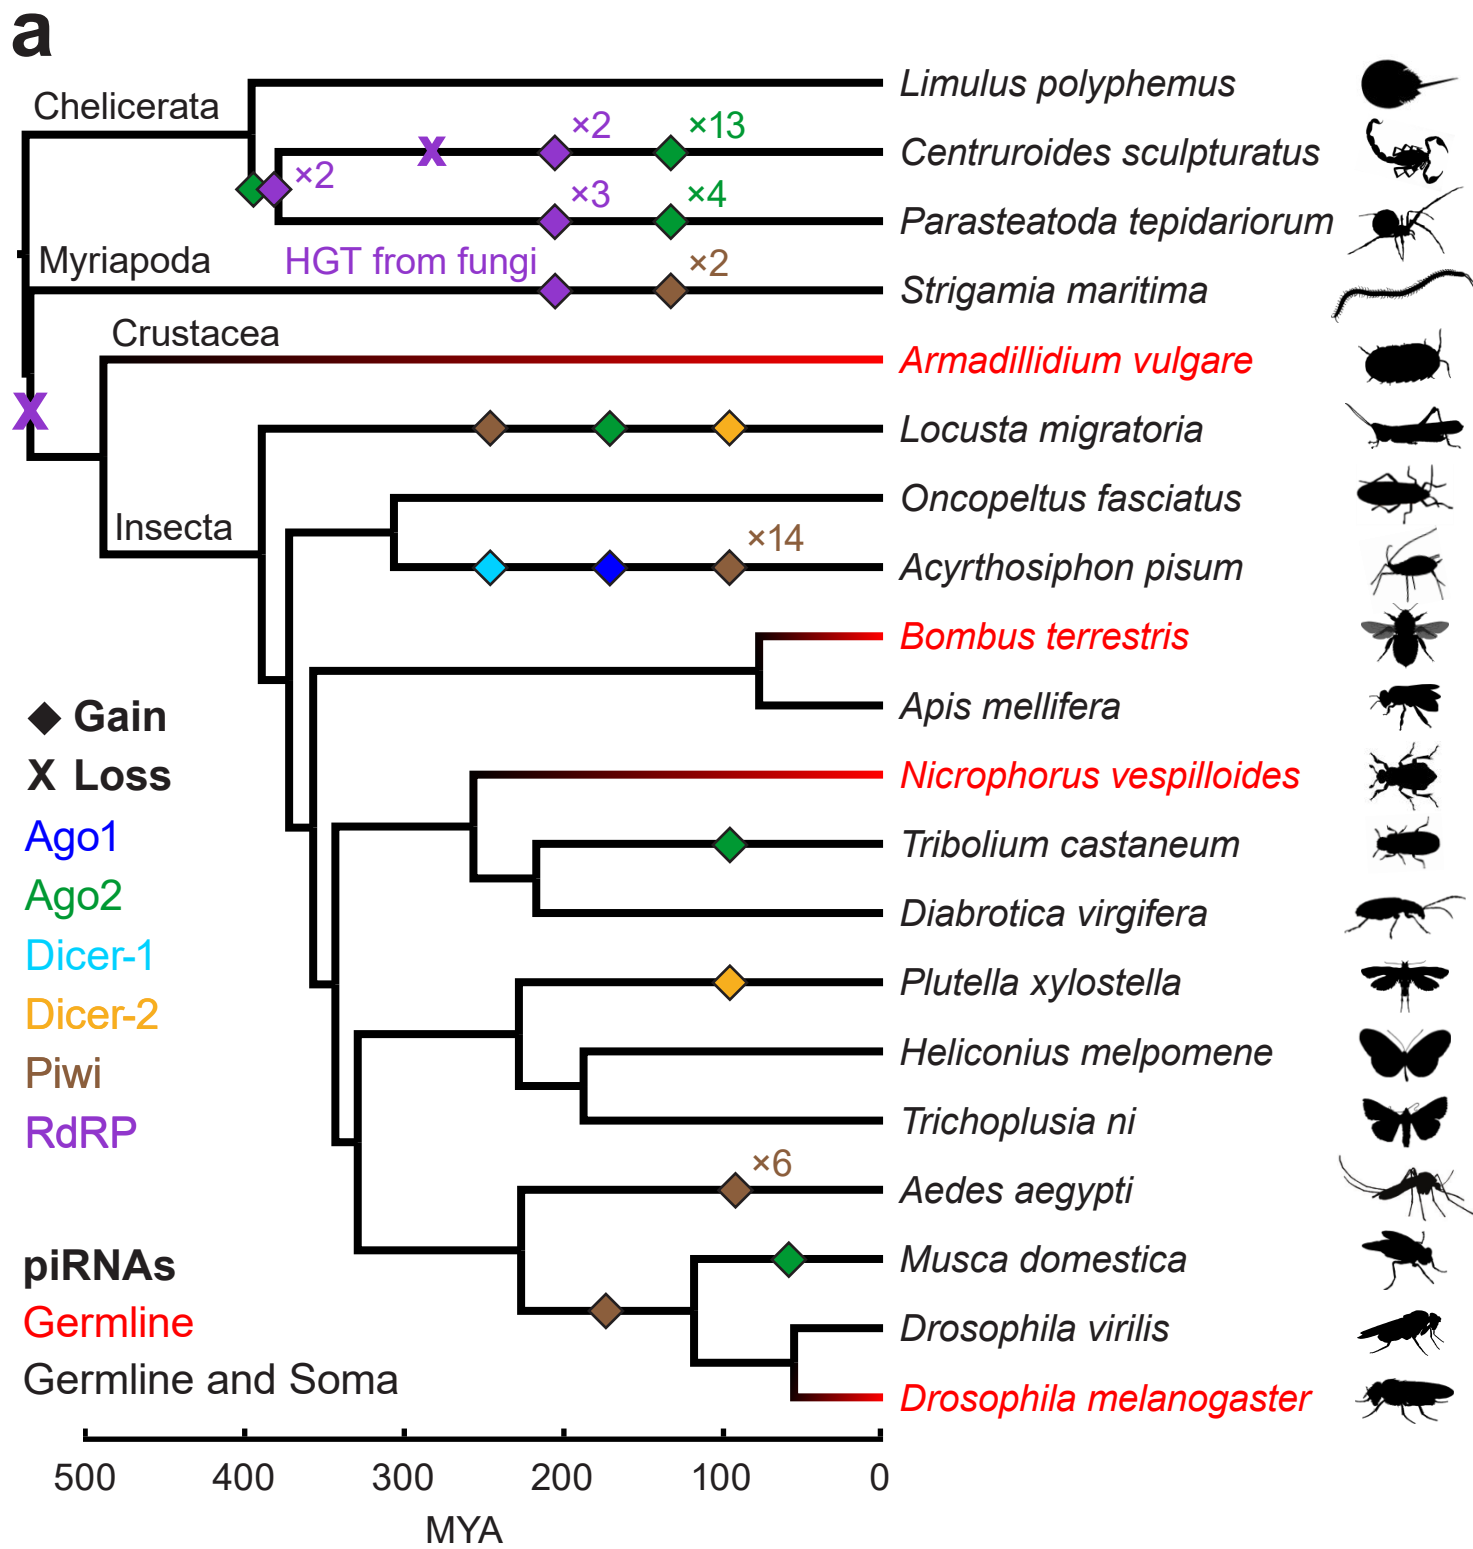 a
Chelicerata
Limulus polyphemus
×2
×13
Centruroides sculpturatus
×2
×3
×4
Parasteatoda tepidariorum
Myriapoda
HGT from fungi
×2
Strigamia maritima
Crustacea
Armadillidium vulgare
Locusta migratoria
Insecta
Oncopeltus fasciatus
×14
Acyrthosiphon pisum
Bombus terrestris
Apis mellifera
Nicrophorus vespilloides
Tribolium castaneum
Diabrotica virgifera
Plutella xylostella
Heliconius melpomene
Trichoplusia ni
×6
Aedes aegypti
Musca domestica
Drosophila virilis
Drosophila melanogaster
Gain
X Loss
Ago1
Ago2
Dicer-1
Dicer-2
Piwi
RdRP
piRNAs
Germline
Germline and Soma
500 400 300 200 100 0
MYA